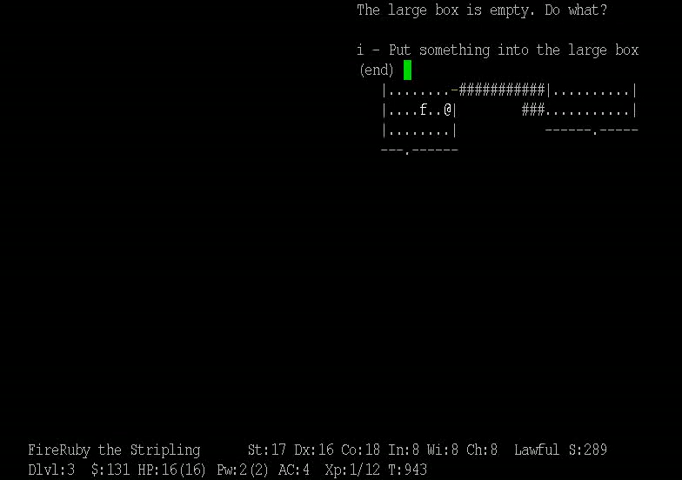 The large box is empty. Do what?
i - Put something into the large box
(end)
|........-###########|..........|
|....f..@| ###...........|
|........| ------.-----
---.------
FireRuby the Stripling St:17 Dx:16 Co:18 In:8 Wi:8 Ch:8 Lawful S:289
Dlvl:3 $:131 HP:16(16) Pw:2(2) AC:4 Xp:1/12 T:943